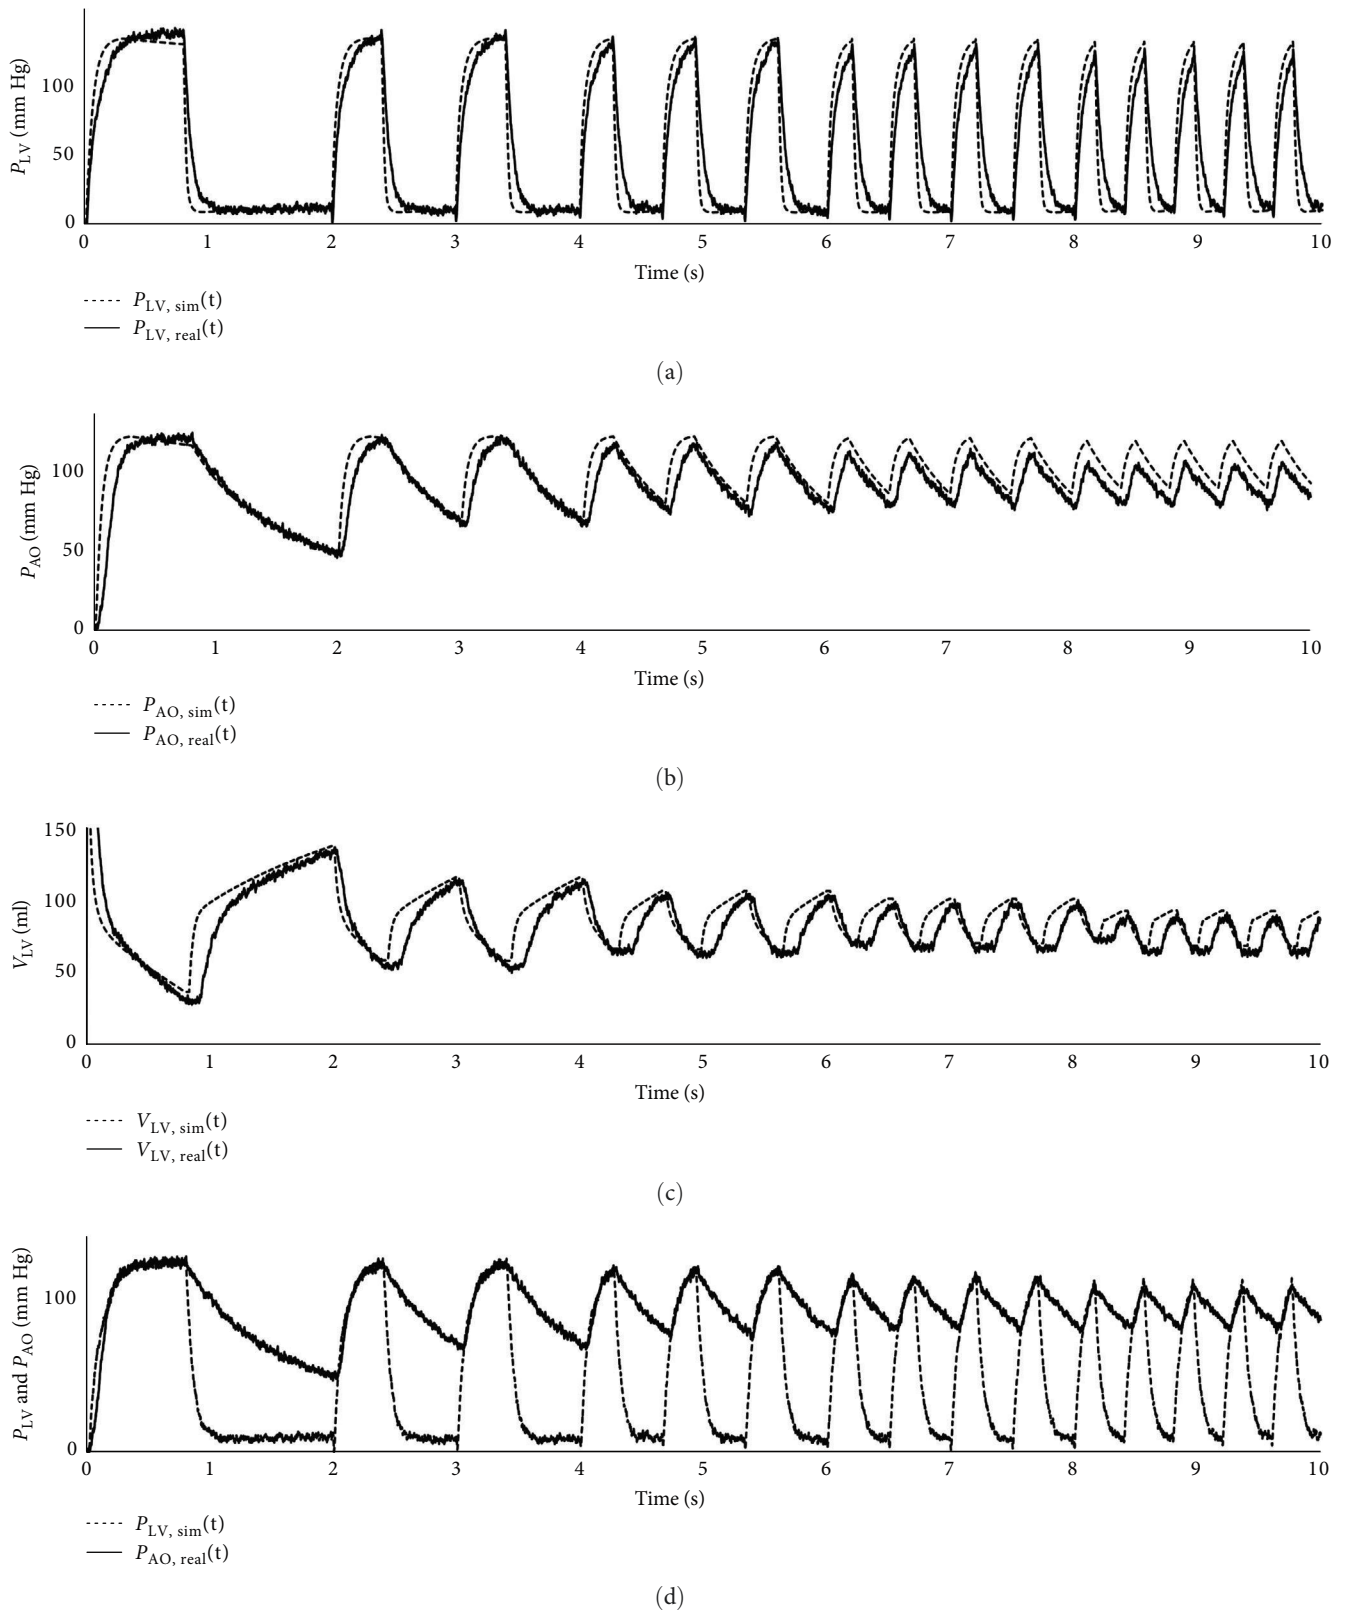 P_LV (mm Hg)
100
50
0
0 1 2 3 4 5 6 7 8 9 10
Time (s)
P_LV, sim(t)
P_LV, real(t)
(a)
P_AO (mm Hg)
100
50
0
0 1 2 3 4 5 6 7 8 9 10
Time (s)
P_AO, sim(t)
P_AO, real(t)
(b)
V_LV (ml)
150
100
50
0
0 1 2 3 4 5 6 7 8 9 10
Time (s)
V_LV, sim(t)
V_LV, real(t)
(c)
P_LV and P_AO (mm Hg)
100
0
0 1 2 3 4 5 6 7 8 9 10
Time (s)
P_LV, sim(t)
P_AO, real(t)
(d)